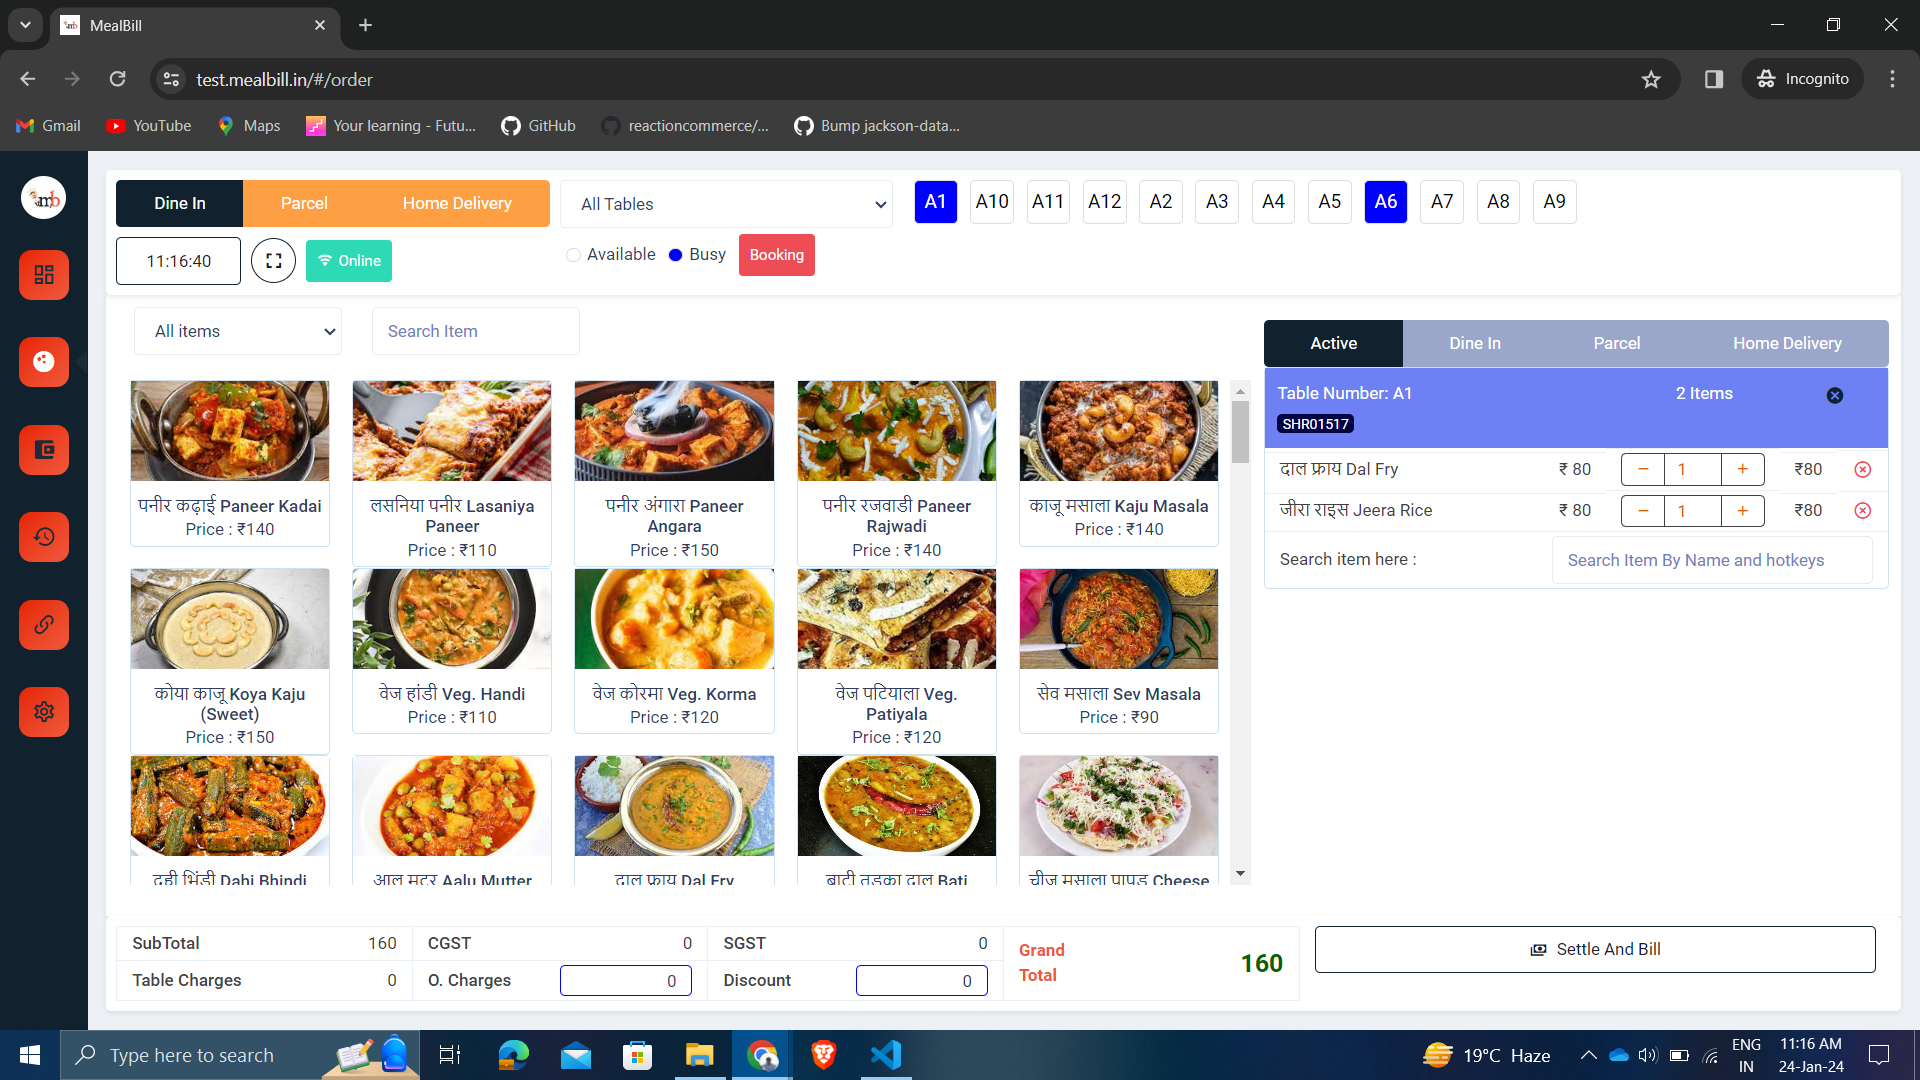 MealBill
test.mealbill.in/#/order
Incognito
Gmail
YouTube
Maps
Your learning - Futu...
GitHub
reactioncommerce/...
Bump jackson-data...
mb
Dine In
Parcel
Home Delivery
All Tables
A1
A10
A11
A12
A2
A3
A4
A5
A6
A7
A8
A9
11:16:40
Online
Available
Busy
Booking
All items
Search Item
Active
Dine In
Parcel
Home Delivery
Table Number: A1
2 Items
SHR01517
दाल फ्राय Dal Fry
₹ 80
1
₹80
जीरा राइस Jeera Rice
₹ 80
1
₹80
Search item here :
Search Item By Name and hotkeys
पनीर कढ़ाई Paneer Kadai
Price : ₹140
लसनिया पनीर Lasaniya
Paneer
Price : ₹110
पनीर अंगारा Paneer
Angara
Price : ₹150
पनीर रजवाडी Paneer
Rajwadi
Price : ₹140
काजू मसाला Kaju Masala
Price : ₹140
कोया काजू Koya Kaju
(Sweet)
Price : ₹150
वेज हांडी Veg. Handi
Price : ₹110
वेज कोरमा Veg. Korma
Price : ₹120
वेज पटियाला Veg.
Patiyala
Price : ₹120
सेव मसाला Sev Masala
Price : ₹90
दही भिंडी Dahi Bhindi
आलू मटर Aalu Mutter
दाल फ्राय Dal Fry
बाटी तड़का दाल Bati
चीज मसाला पापड़ Cheese
SubTotal
160
CGST
0
SGST
0
Table Charges
0
O. Charges
0
Discount
0
Grand
Total
160
Settle And Bill
Type here to search
19°C Haze
ENG
IN
11:16 AM
24-Jan-24